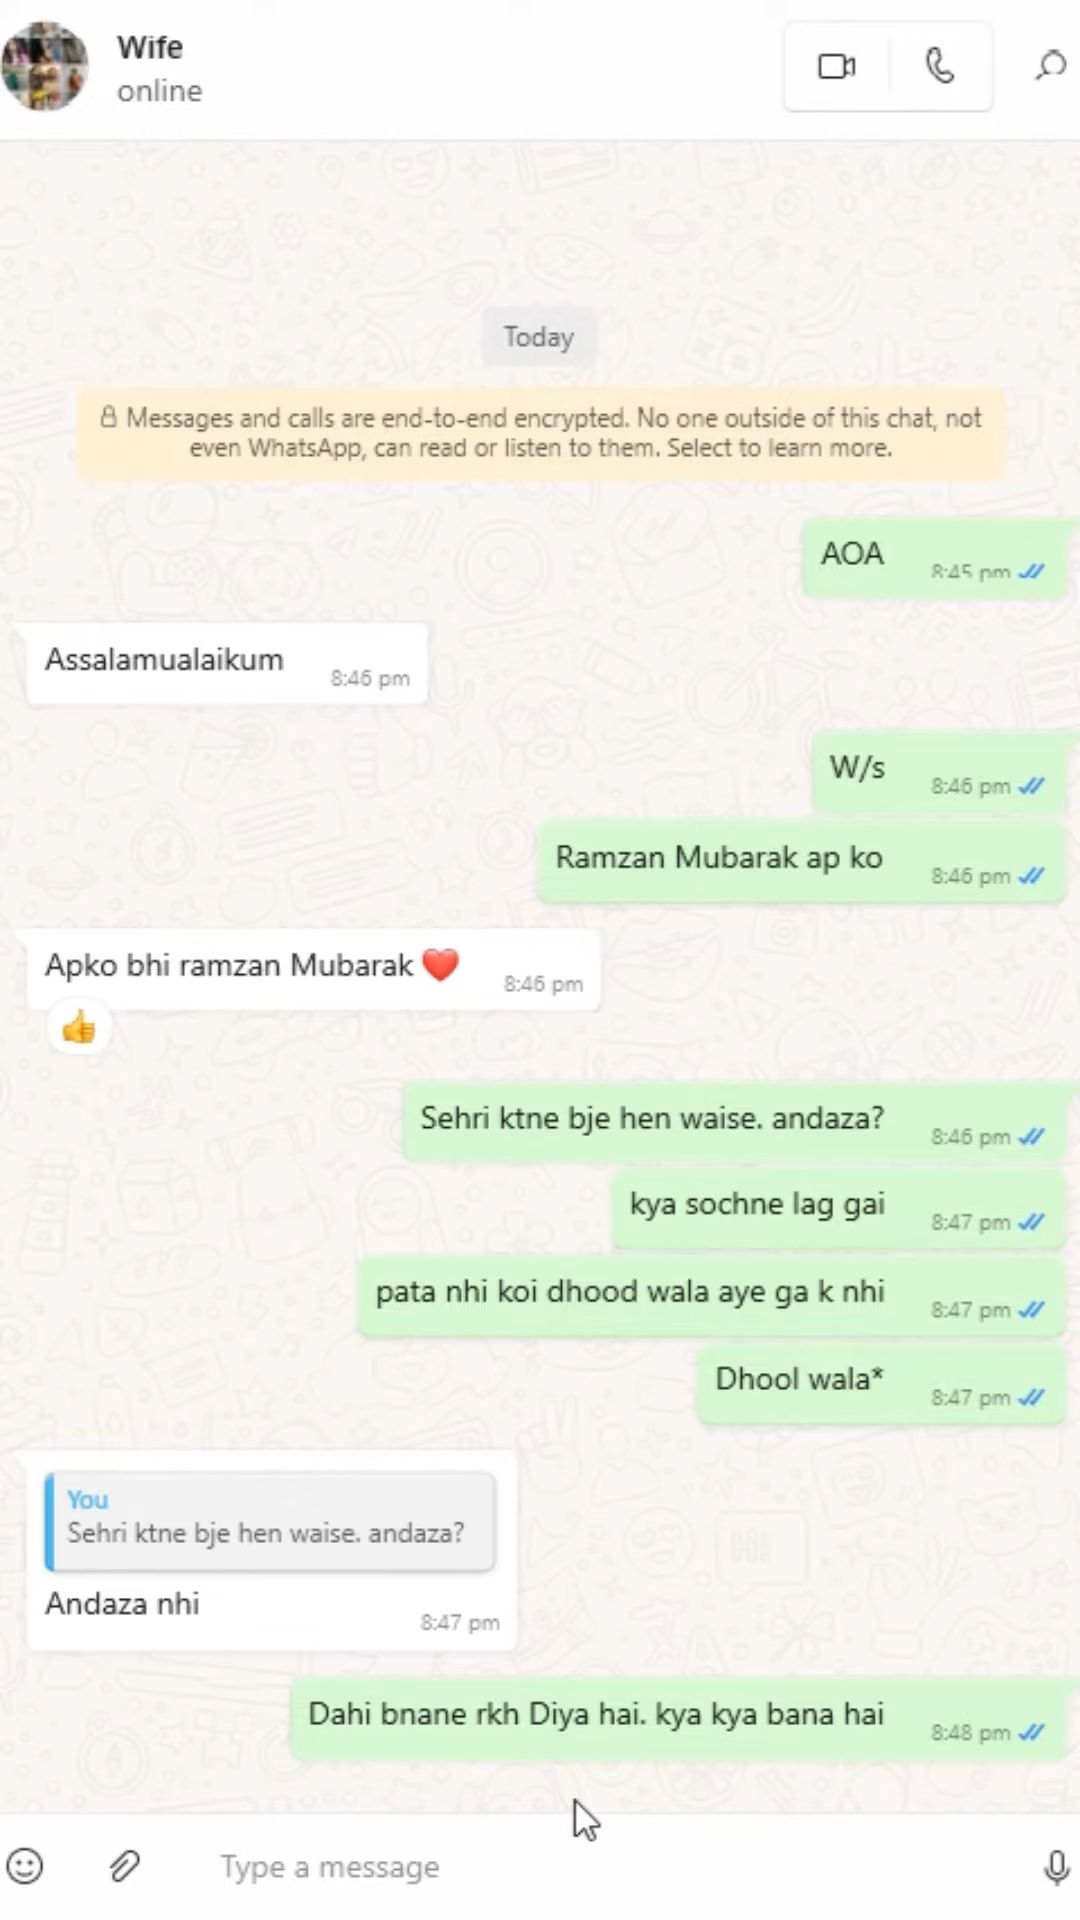 Wife
online
Today
Messages and calls are end-to-end encrypted. No one outside of this chat, not
even WhatsApp, can read or listen to them. Select to learn more.
AOA
8:45 pm
Assalamualaikum
8:46 pm
W/s
8:46 pm
Ramzan Mubarak ap ko
8:46 pm
Apko bhi ramzan Mubarak ❤️
8:46 pm
👍
Sehri ktne bje hen waise. andaza?
8:46 pm
kya sochne lag gai
8:47 pm
pata nhi koi dhood wala aye ga k nhi
8:47 pm
Dhool wala*
8:47 pm
You
Sehri ktne bje hen waise. andaza?
Andaza nhi
8:47 pm
Dahi bnane rkh Diya hai. kya kya bana hai
8:48 pm
Type a message